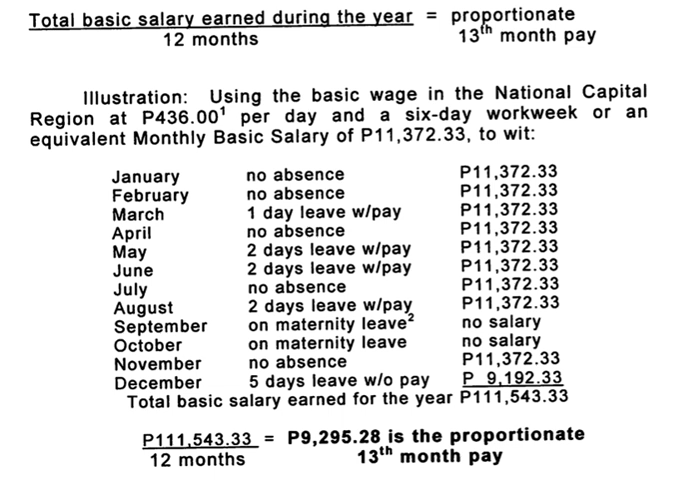 Total basic salary earned during the year = proportionate
12 months 13th month pay
Illustration: Using the basic wage in the National Capital
Region at P436.00¹ per day and a six-day workweek or an
equivalent Monthly Basic Salary of P11,372.33, to wit:
January no absence P11,372.33
February no absence P11,372.33
March 1 day leave w/pay P11,372.33
April no absence P11,372.33
May 2 days leave w/pay P11,372.33
June 2 days leave w/pay P11,372.33
July no absence P11,372.33
August 2 days leave w/pay P11,372.33
September on maternity leave² no salary
October on maternity leave no salary
November no absence P11,372.33
December 5 days leave w/o pay P 9,192.33
Total basic salary earned for the year P111,543.33
P111,543.33 = P9,295.28 is the proportionate
12 months 13th month pay